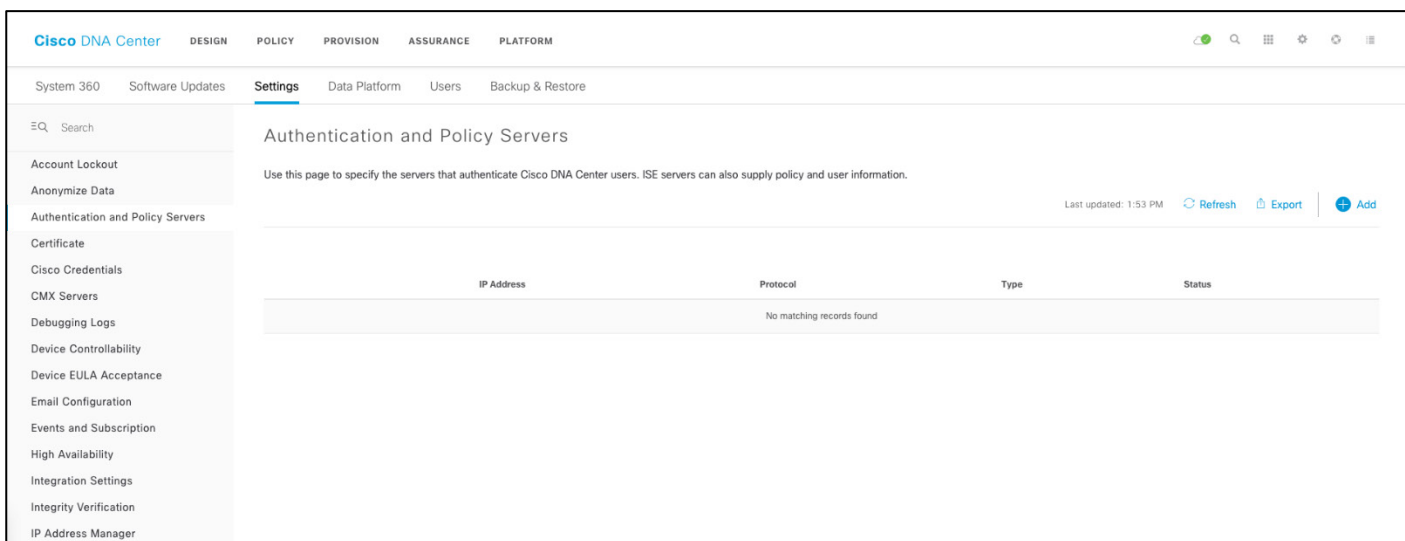 Cisco DNA Center DESIGN POLICY PROVISION ASSURANCE PLATFORM
System 360 Software Updates Settings Data Platform Users Backup & Restore
Search
Account Lockout
Anonymize Data
Authentication and Policy Servers
Certificate
Cisco Credentials
CMX Servers
Debugging Logs
Device Controllability
Device EULA Acceptance
Email Configuration
Events and Subscription
High Availability
Integration Settings
Integrity Verification
IP Address Manager
Authentication and Policy Servers
Use this page to specify the servers that authenticate Cisco DNA Center users. ISE servers can also supply policy and user information.
Last updated: 1:53 PM Refresh Export Add
IP Address Protocol Type Status
No matching records found